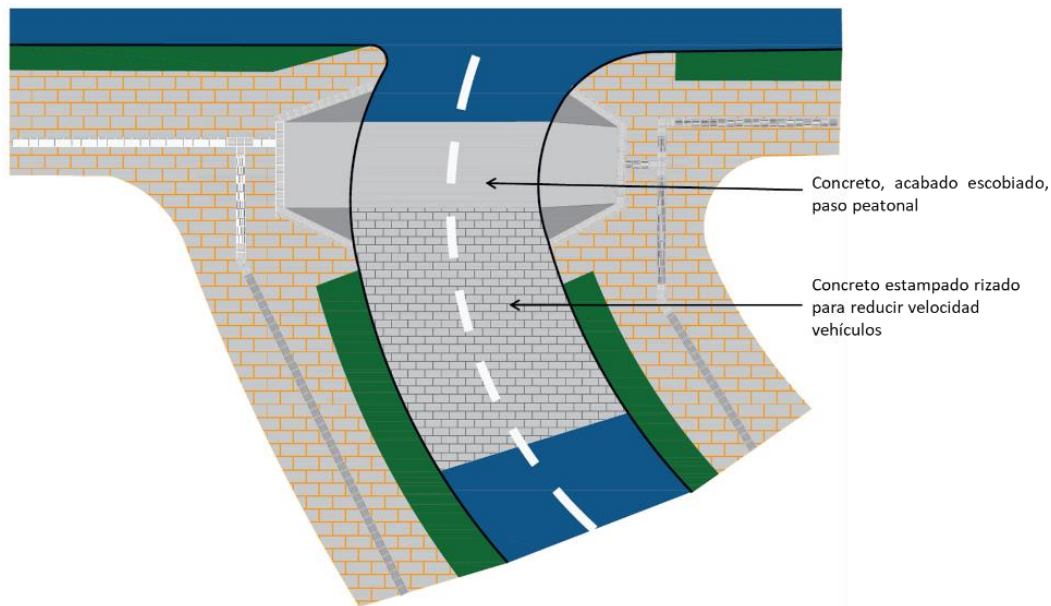 Concreto, acabado escobiado,
paso peatonal
Concreto estampado rizado
para reducir velocidad
vehículos